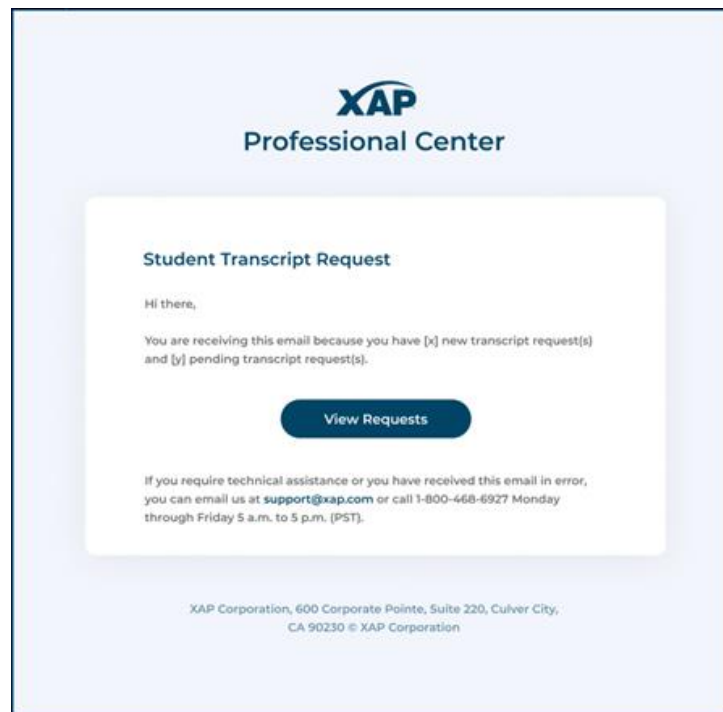 XAP
Professional Center
Student Transcript Request
Hi there,
You are receiving this email because you have [x] new transcript request(s)
and [y] pending transcript request(s).
View Requests
If you require technical assistance or you have received this email in error,
you can email us at support@xap.com or call 1-800-468-6927 Monday
through Friday 5 a.m. to 5 p.m. (PST).
XAP Corporation, 600 Corporate Pointe, Suite 220, Culver City,
CA 90230 © XAP Corporation